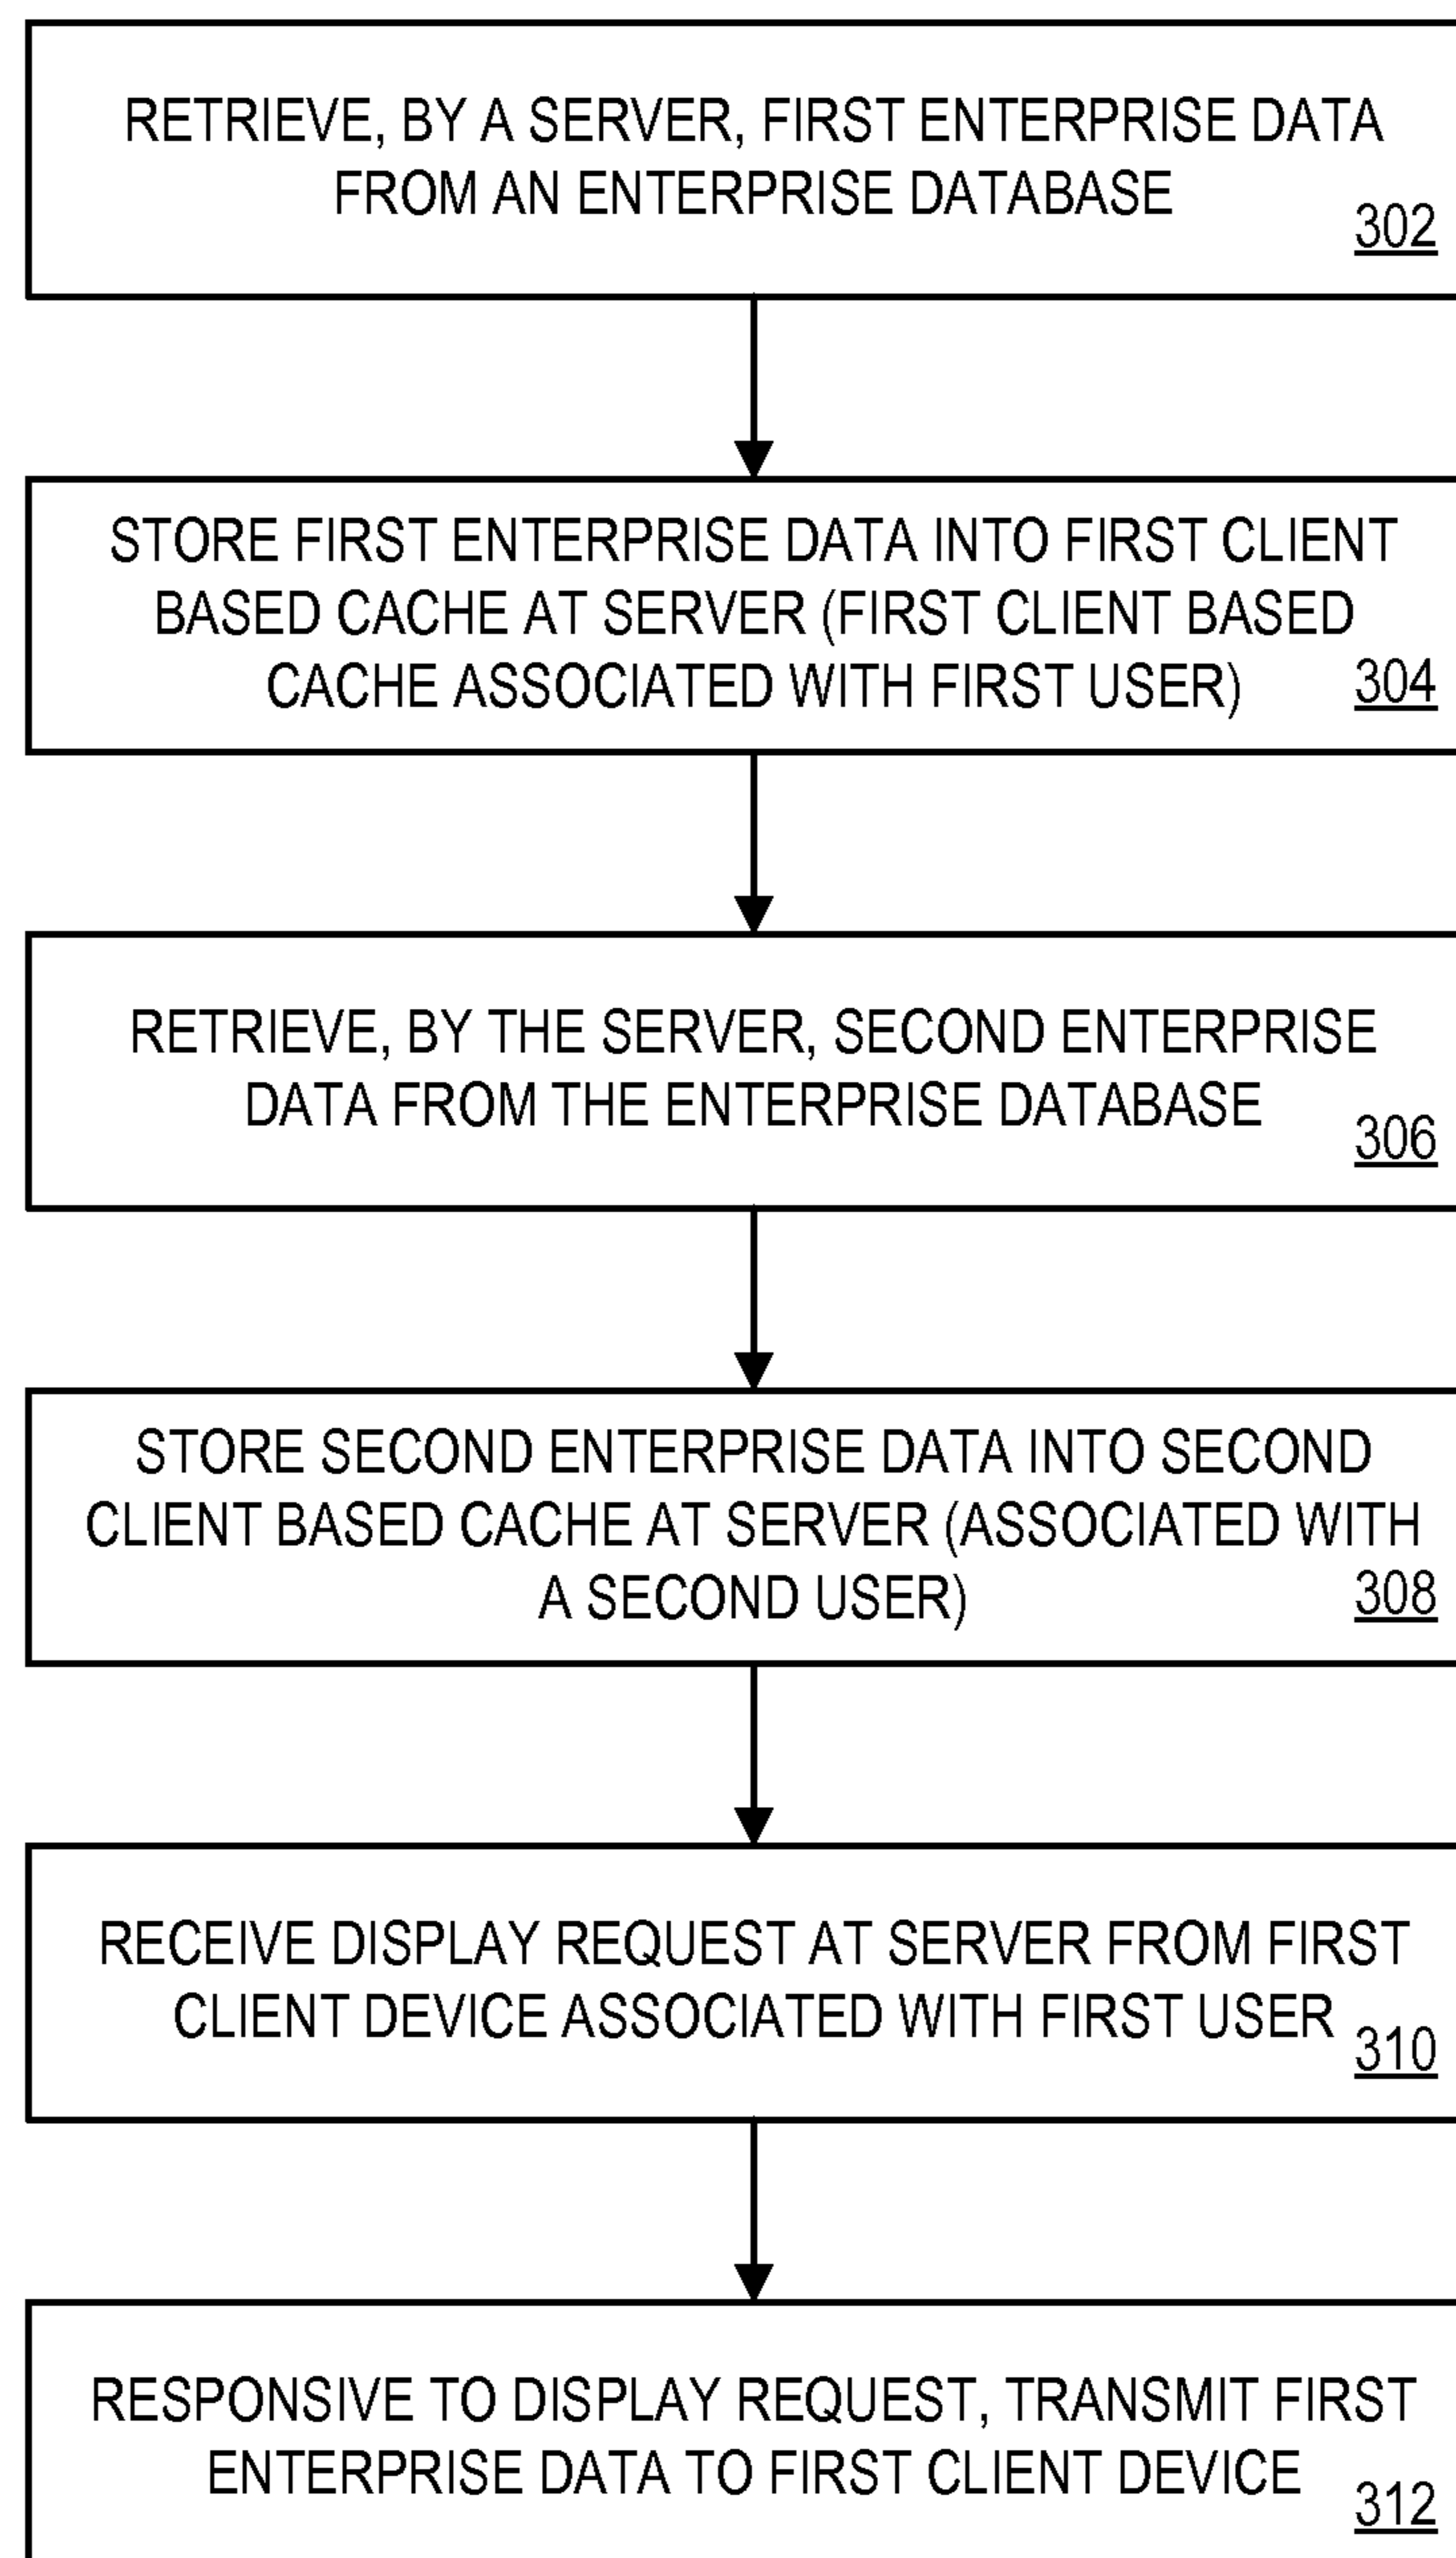 RETRIEVE, BY A SERVER, FIRST ENTERPRISE DATA
FROM AN ENTERPRISE DATABASE
302
STORE FIRST ENTERPRISE DATA INTO FIRST CLIENT
BASED CACHE AT SERVER (FIRST CLIENT BASED
CACHE ASSOCIATED WITH FIRST USER)
304
RETRIEVE, BY THE SERVER, SECOND ENTERPRISE
DATA FROM THE ENTERPRISE DATABASE
306
STORE SECOND ENTERPRISE DATA INTO SECOND
CLIENT BASED CACHE AT SERVER (ASSOCIATED WITH
A SECOND USER)
308
RECEIVE DISPLAY REQUEST AT SERVER FROM FIRST
CLIENT DEVICE ASSOCIATED WITH FIRST USER
310
RESPONSIVE TO DISPLAY REQUEST, TRANSMIT FIRST
ENTERPRISE DATA TO FIRST CLIENT DEVICE
312